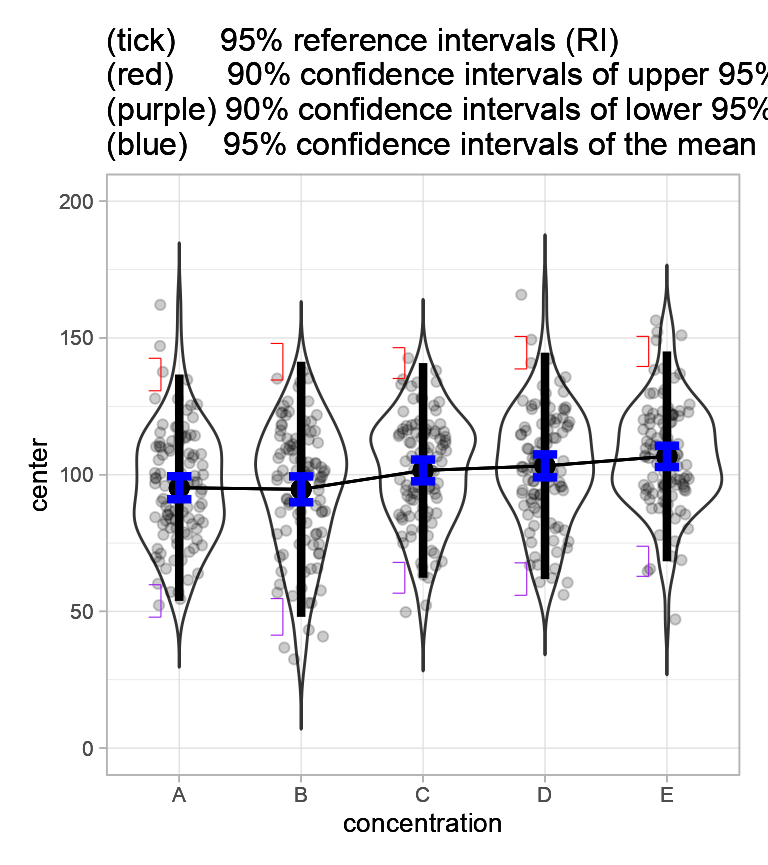 (tick) 95% reference intervals (RI)
(red) 90% confidence intervals of upper 95%
(purple) 90% confidence intervals of lower 95%
(blue) 95% confidence intervals of the mean
200
150
100
50
0
center
A B C D E
concentration